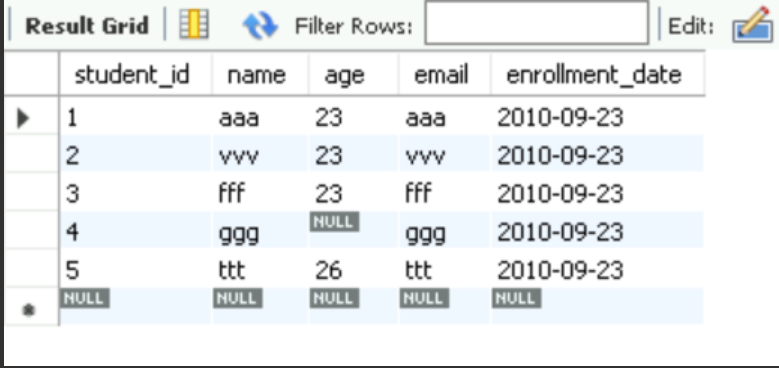 Result Grid Filter Rows: Edit:
student_id name age email enrollment_date
1 aaa 23 aaa 2010-09-23
2 vvv 23 vvv 2010-09-23
3 fff 23 fff 2010-09-23
4 ggg NULL ggg 2010-09-23
5 ttt 26 ttt 2010-09-23
NULL NULL NULL NULL NULL